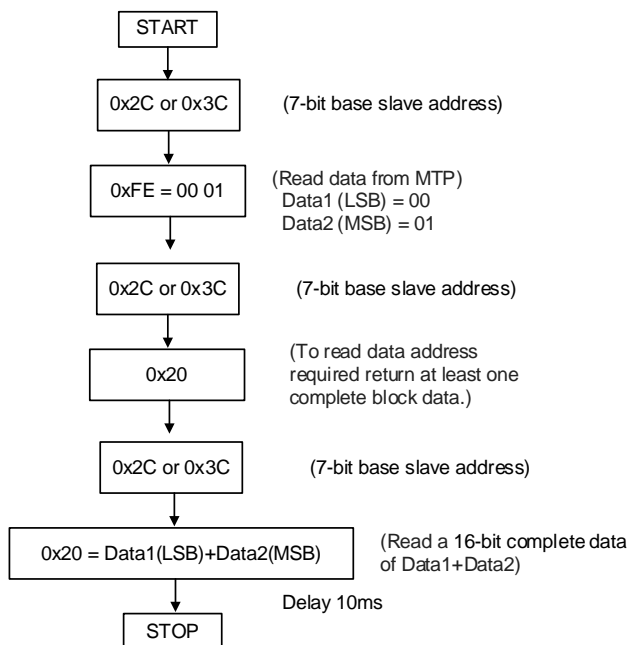 START
0x2C or 0x3C
(7-bit base slave address)
0xFE = 00 01
(Read data from MTP)
Data1 (LSB) = 00
Data2 (MSB) = 01
0x2C or 0x3C
(7-bit base slave address)
0x20
(To read data address
required return at least one
complete block data.)
0x2C or 0x3C
(7-bit base slave address)
0x20 = Data1(LSB)+Data2(MSB)
(Read a 16-bit complete data
of Data1+Data2)
Delay 10ms
STOP